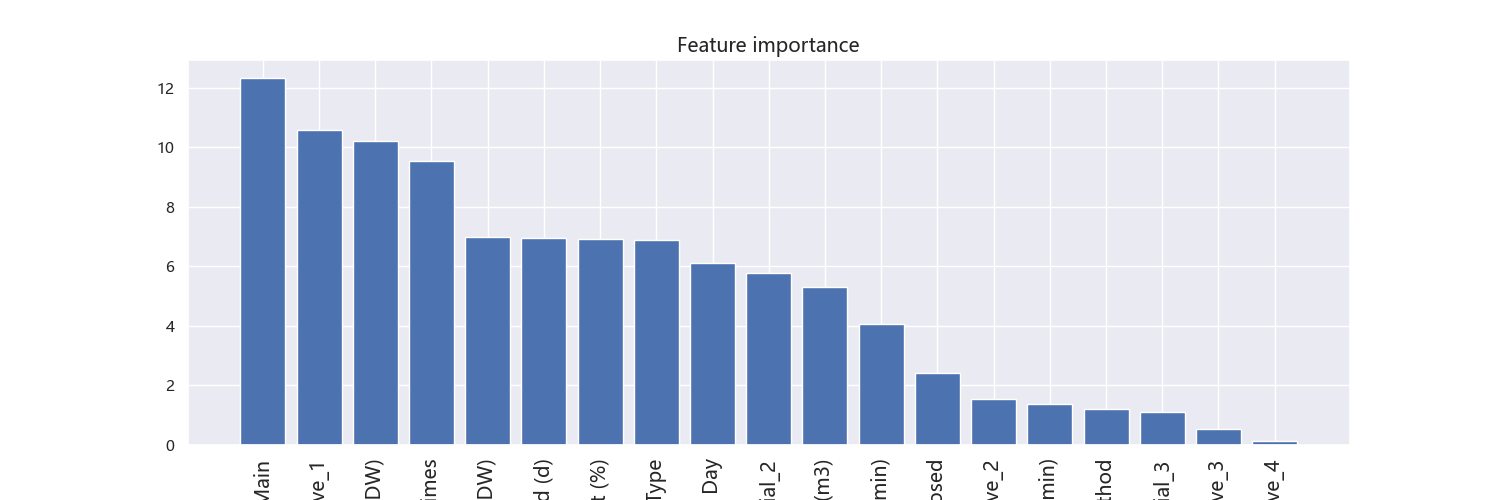 Feature importance
12
10
8
6
4
2
0
Main
ve_1
DW)
imes
DW)
d (d)
t (%)
Type
Day
ial_2
(m3)
min)
osed
ve_2
min)
thod
ial_3
ve_3
ve_4